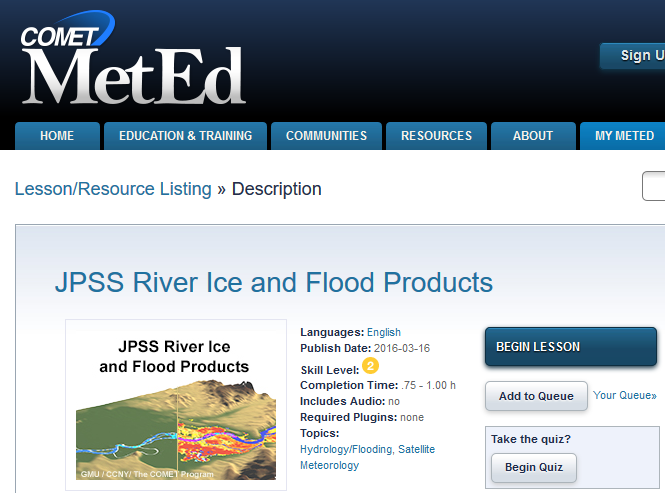 COMET
MetEd
Sign U
HOME EDUCATION & TRAINING COMMUNITIES RESOURCES ABOUT MY METED
Lesson/Resource Listing » Description
JPSS River Ice and Flood Products
JPSS River Ice
and Flood Products
GMU / CCNY/ The COMET Program
Languages: English
Publish Date: 2016-03-16
Skill Level: 2
Completion Time: .75 - 1.00 h
Includes Audio: no
Required Plugins: none
Topics:
Hydrology/Flooding, Satellite
Meteorology
BEGIN LESSON
Add to Queue Your Queue»
Take the quiz?
Begin Quiz